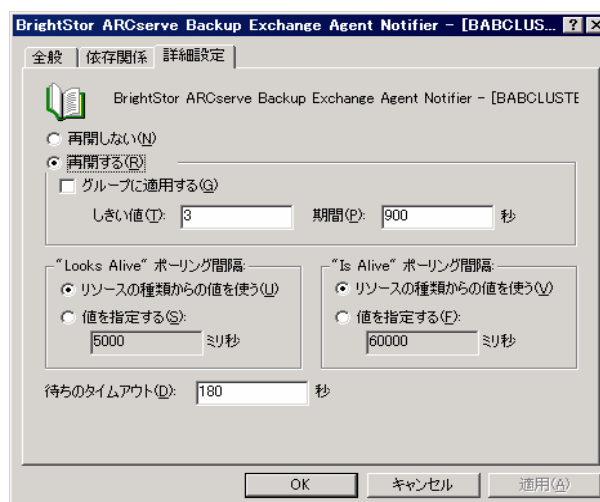 BrightStor ARCserve Backup Exchange Agent Notifier - [BABCLUS...
全般 依存関係 詳細設定
BrightStor ARCserve Backup Exchange Agent Notifier - [BABCLUSTE
再開しない(N)
再開する(R)
グループに適用する(G)
しきい値(T): 3 期間(P): 900 秒
"Looks Alive" ポーリング間隔:
リソースの種類からの値を使う(U)
値を指定する(S):
5000 ミリ秒
"Is Alive" ポーリング間隔:
リソースの種類からの値を使う(V)
値を指定する(F):
60000 ミリ秒
待ちのタイムアウト(D): 180 秒
OK キャンセル 適用(A)